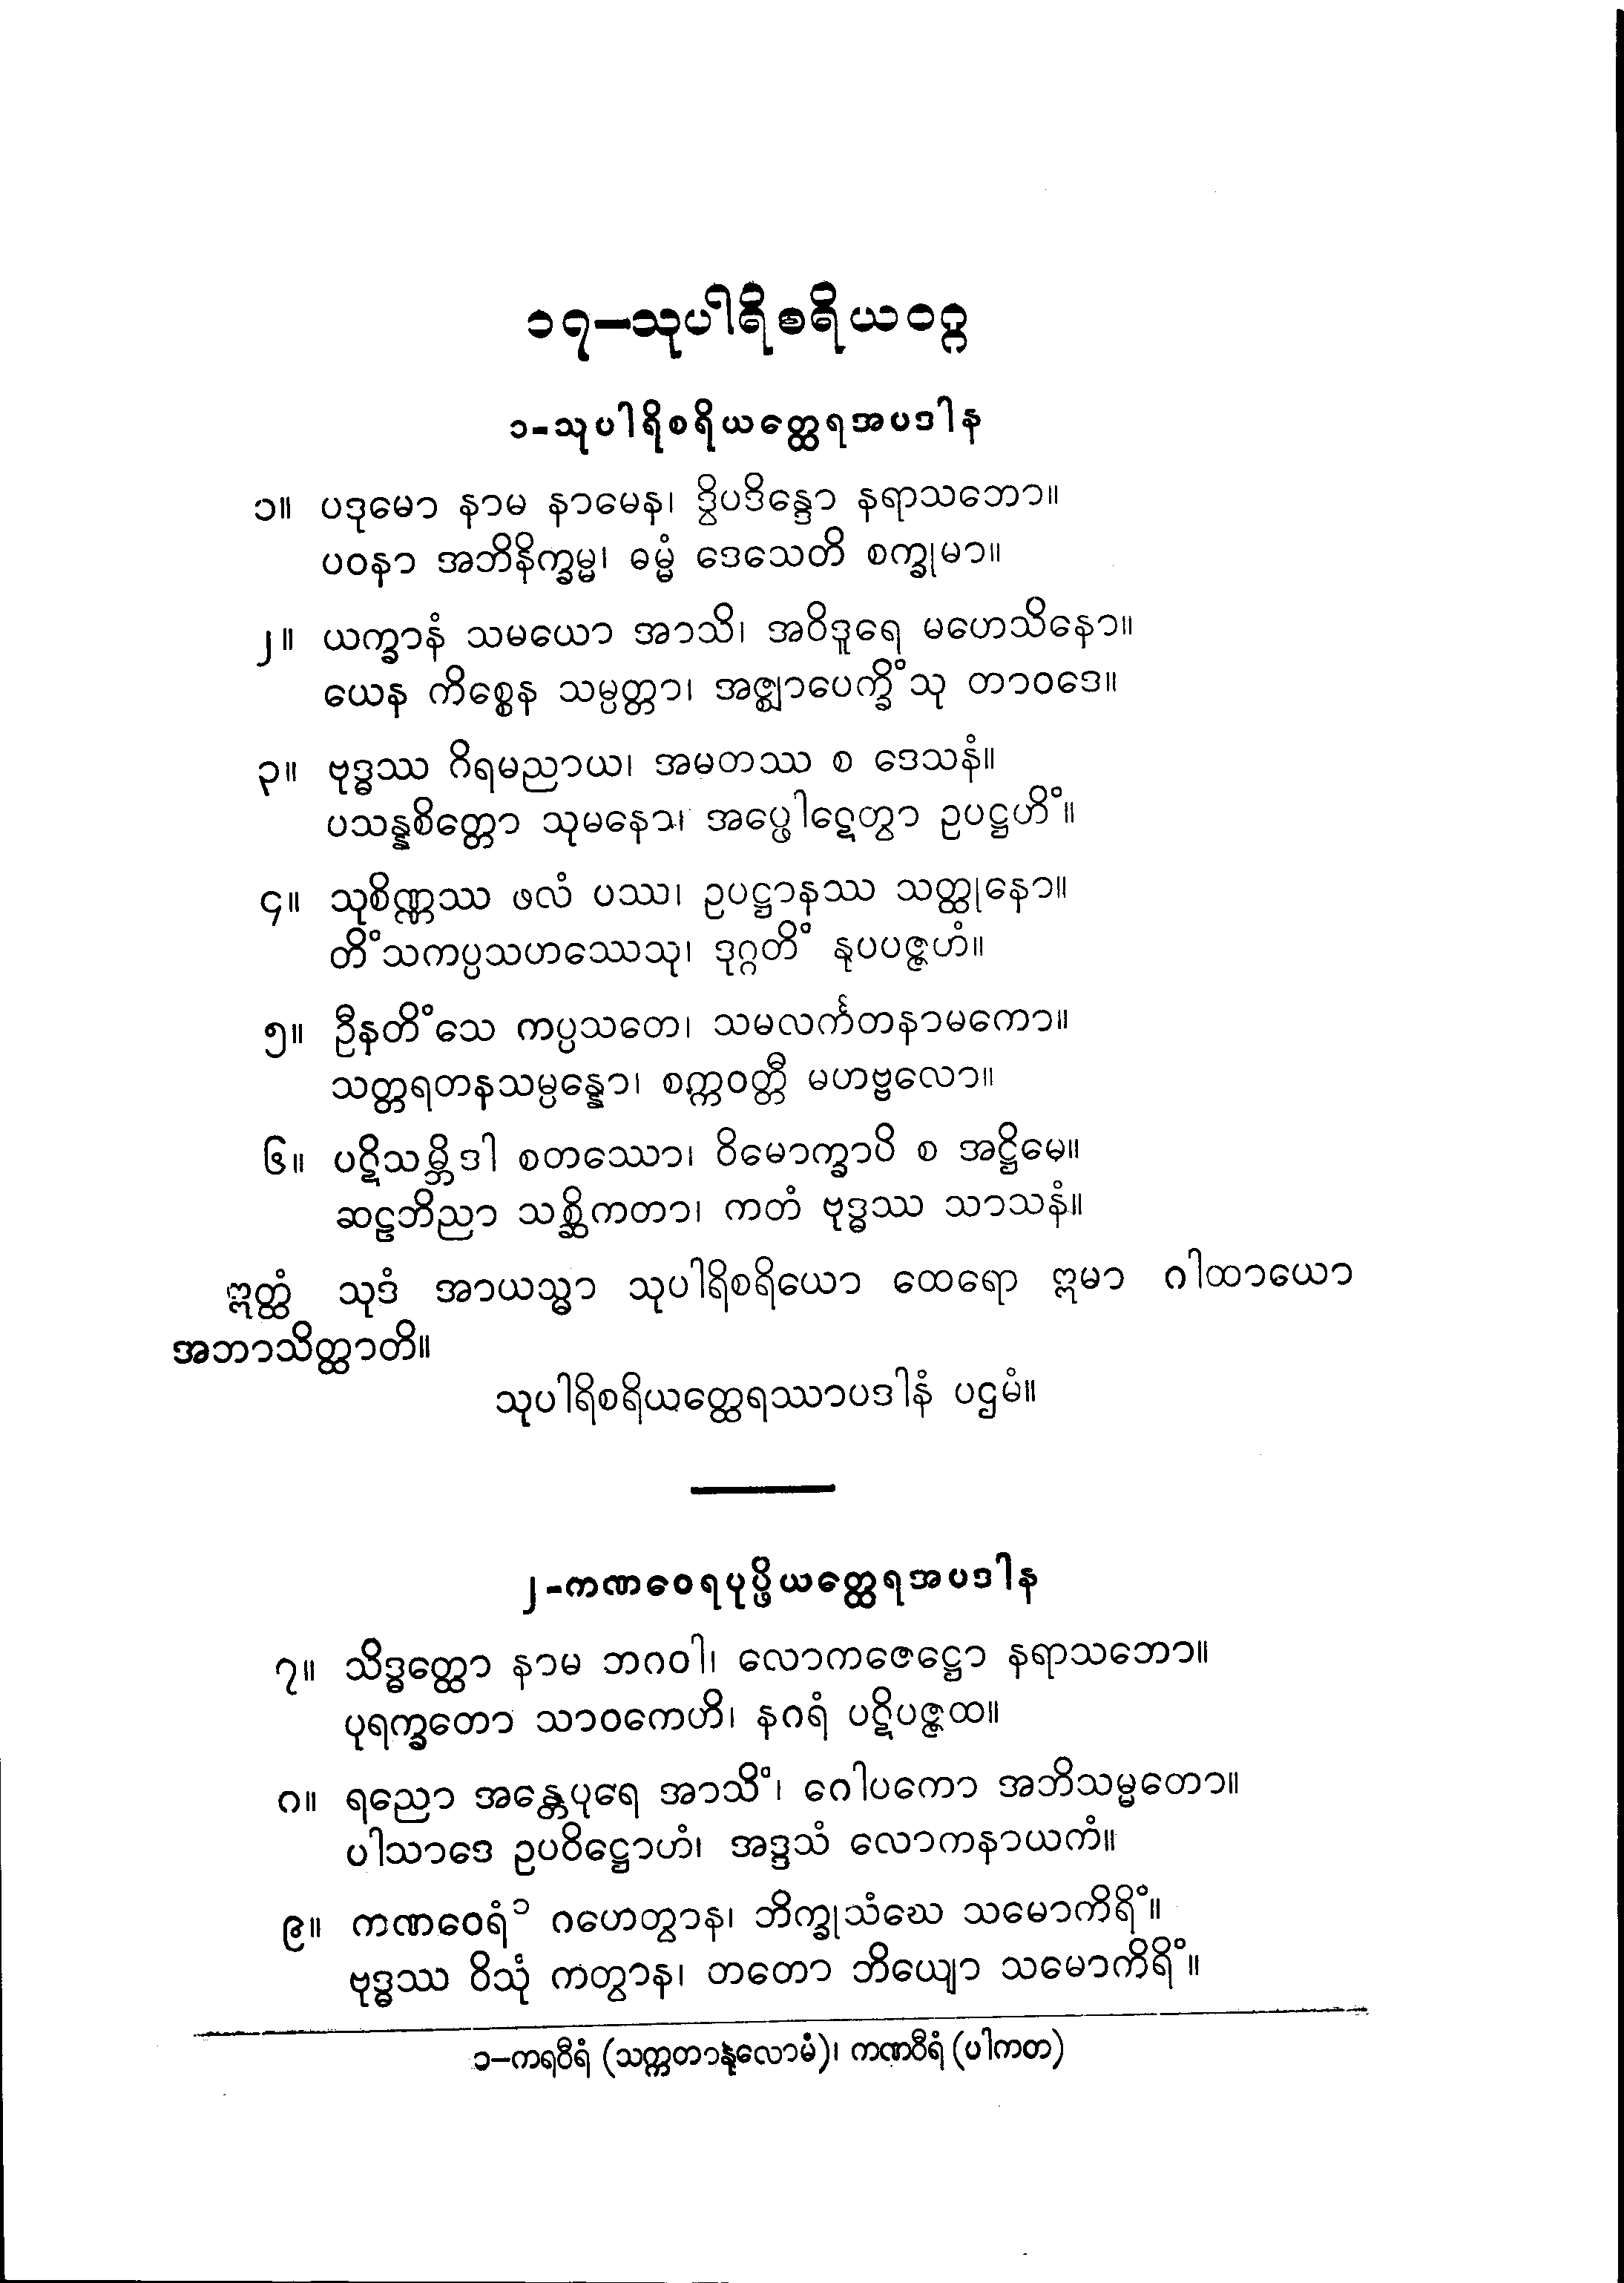 ၁၇–သုပါရိစရိယဝဂ္ဂ
၁-သုပါရိစရိယတ္ထေရအပဒါန
၁။ ပဒုမော နာမ နာမေန၊ ဒွိပဒိန္ဒော နရာသဘော။
ပဝနာ အဘိနိက္ခမ္မ၊ ဓမ္မံ ဒေသေတိ စက္ခုမာ။
၂။ ယက္ခာနံ သမယော အာသိ၊ အဝိဒူရေ မဟေသိနော။
ယေန ကိစ္စေန သမ္ပတ္တာ၊ အဇ္ဈာပေက္ခိံသု တာဝဒေ။
၃။ ဗုဒ္ဓဿ ဂိရမညာယ၊ အမတဿ စ ဒေသနံ။
ပသန္နစိတ္တော သုမနော၊ အပ္ဖေါဋေတွာ ဥပဋ္ဌဟိံ။
၄။ သုစိဏ္ဏဿ ဖလံ ပဿ၊ ဥပဋ္ဌာနဿ သတ္ထုနော။
တိံသကပ္ပသဟဿေသု၊ ဒုဂ္ဂတိံ နုပပဇ္ဇဟံ။
၅။ ဦနတိံသေ ကပ္ပသတေ၊ သမလင်္ကတနာမကော။
သတ္တရတနသမ္ပန္နော၊ စက္ကဝတ္တီ မဟဗ္ဗလော။
၆။ ပဋိသမ္ဘိဒါ စတဿော၊ ဝိမောက္ခာပိ စ အဋ္ဌိမေ။
ဆဠဘိညာ သစ္ဆိကတာ၊ ကတံ ဗုဒ္ဓဿ သာသနံ။
ဣတ္ထံ သုဒံ အာယသ္မာ သုပါရိစရိယော ထေရော ဣမာ ဂါထာယော
အဘာသိတ္ထာတိ။
သုပါရိစရိယတ္ထေရဿာပဒါနံ ပဌမံ။
၂-ကဏဝေရပုပ္ဖိယတ္ထေရအပဒါန
၇။ သိဒ္ဓတ္ထော နာမ ဘဂဝါ၊ လောကဇေဋ္ဌော နရာသဘော။
ပုရက္ခတော သာဝကေဟိ၊ နဂရံ ပဋိပဇ္ဇထ။
၈။ ရညော အန္တေပုရေ အာသိံ၊ ဂေါပကော အဘိသမ္မတော။
ပါသာဒေ ဥပဝိဋ္ဌောဟံ၊ အဒ္ဒသံ လောကနာယကံ။
၉။ ကဏဝေရံ၁ ဂဟေတွာန၊ ဘိက္ခုသံဃေ သမောကိရိံ။
ဗုဒ္ဓဿ ဝိသုံ ကတွာန၊ တတော ဘိယျော သမောကိရိံ။
၁–ကရဝီရံ (သက္ကတာနုလောမံ)၊ ကဏဝီရံ (ပါကတ)